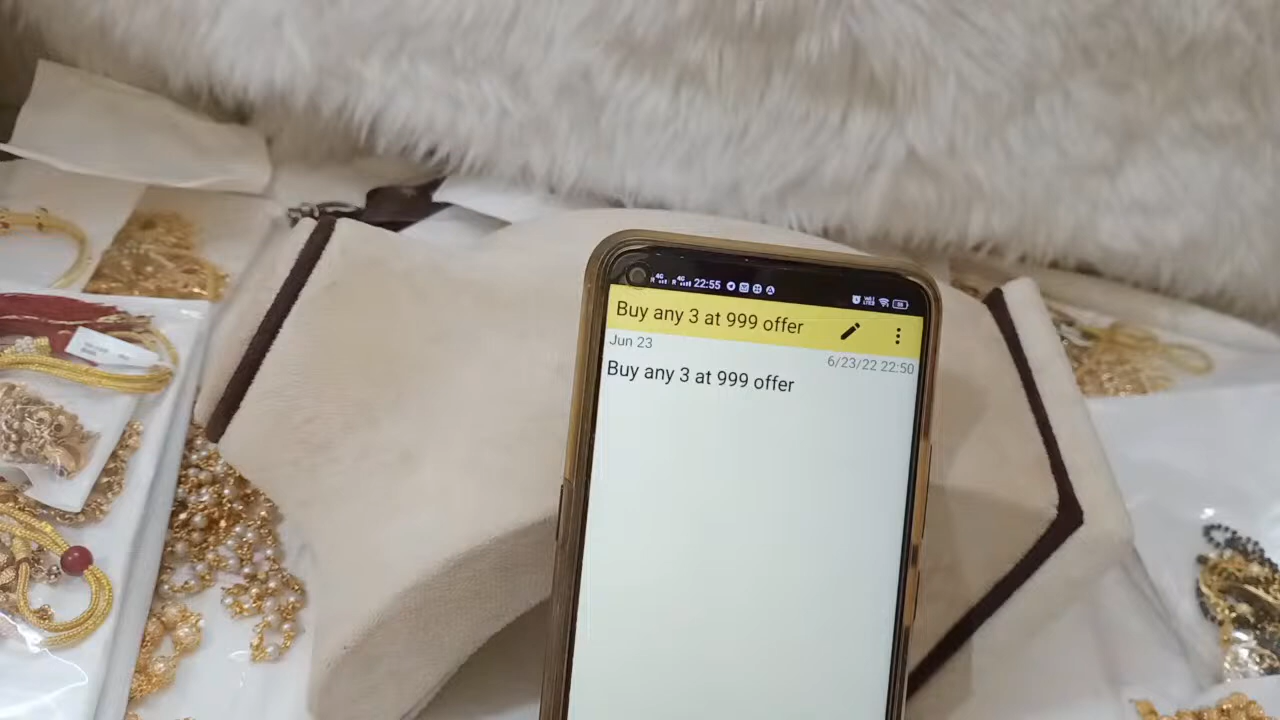 22:55
Buy any 3 at 999 offer
Jun 23
6/23/22 22:50
Buy any 3 at 999 offer